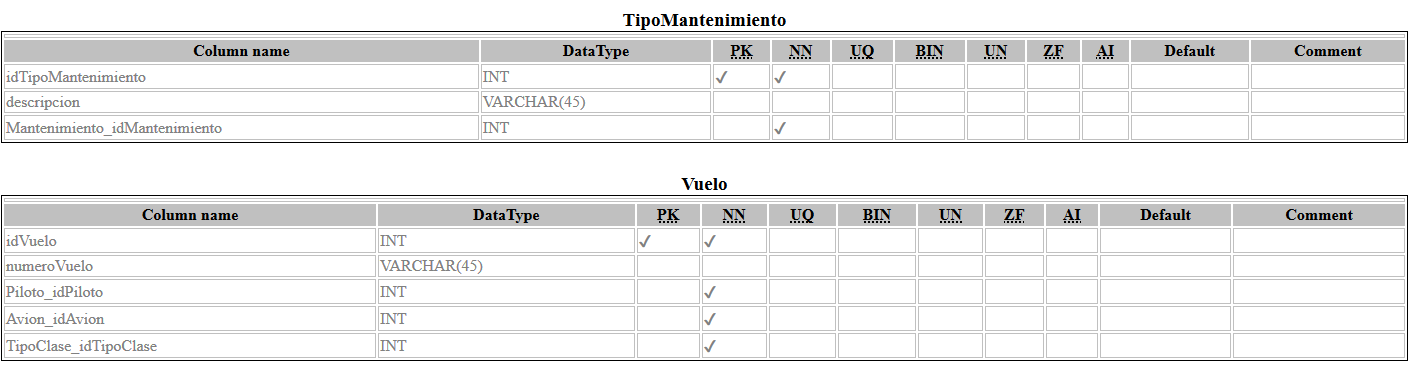 TipoMantenimiento
Column name DataType PK NN UQ BIN UN ZF AI Default Comment
idTipoMantenimiento INT ✓ ✓
descripcion VARCHAR(45)
Mantenimiento_idMantenimiento INT ✓
Vuelo
Column name DataType PK NN UQ BIN UN ZF AI Default Comment
idVuelo INT ✓ ✓
numeroVuelo VARCHAR(45)
Piloto_idPiloto INT ✓
Avion_idAvion INT ✓
TipoClase_idTipoClase INT ✓